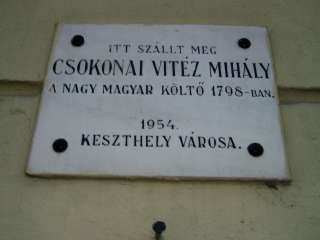 ITT SZÁLLT MEG
CSOKONAI VITÉZ MIHÁLY
A NAGY MAGYAR KÖLTŐ 1798-BAN.
1954.
KESZTHELY VÁROSA.